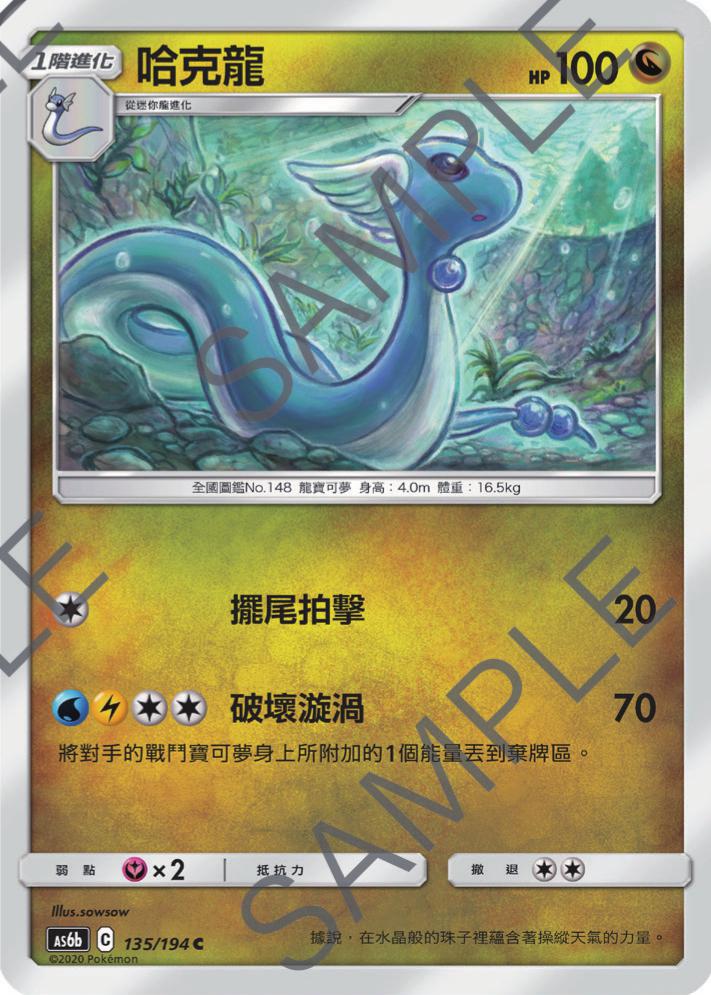 1階進化 哈克龍 HP 100
從迷你龍進化
全國圖鑑No.148 龍寶可夢 身高：4.0m 體重：16.5kg
擺尾拍擊 20
破壞漩渦 70
將對手的戰鬥寶可夢身上所附加的1個能量丟到棄牌區。
弱點 ×2 抵抗力 撤退
Illus.sowsow
AS6b C 135/194 C
據說，在水晶般的珠子裡蘊含著操縱天氣的力量。
©2020 Pokémon
SAMPLE
SAMPLE
LE